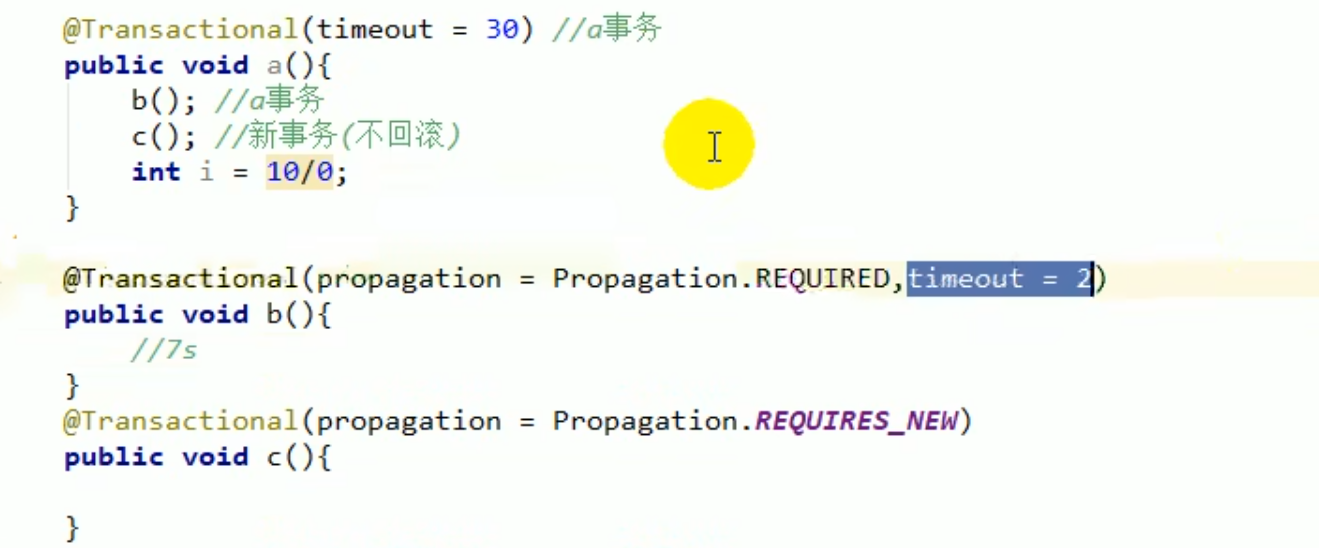 @Transactional(timeout = 30) //a事务
public void a(){
b(); //a事务
c(); //新事务(不回滚)
int i = 10/0;
}
@Transactional(propagation = Propagation.REQUIRED,timeout = 2)
public void b(){
//7s
}
@Transactional(propagation = Propagation.REQUIRES_NEW)
public void c(){
}